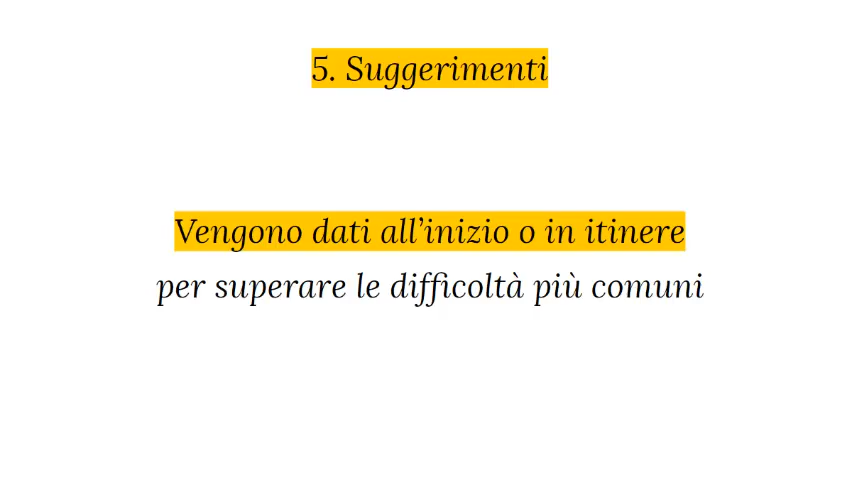 5. Suggerimenti
Vengono dati all’inizio o in itinere
per superare le difficoltà più comuni